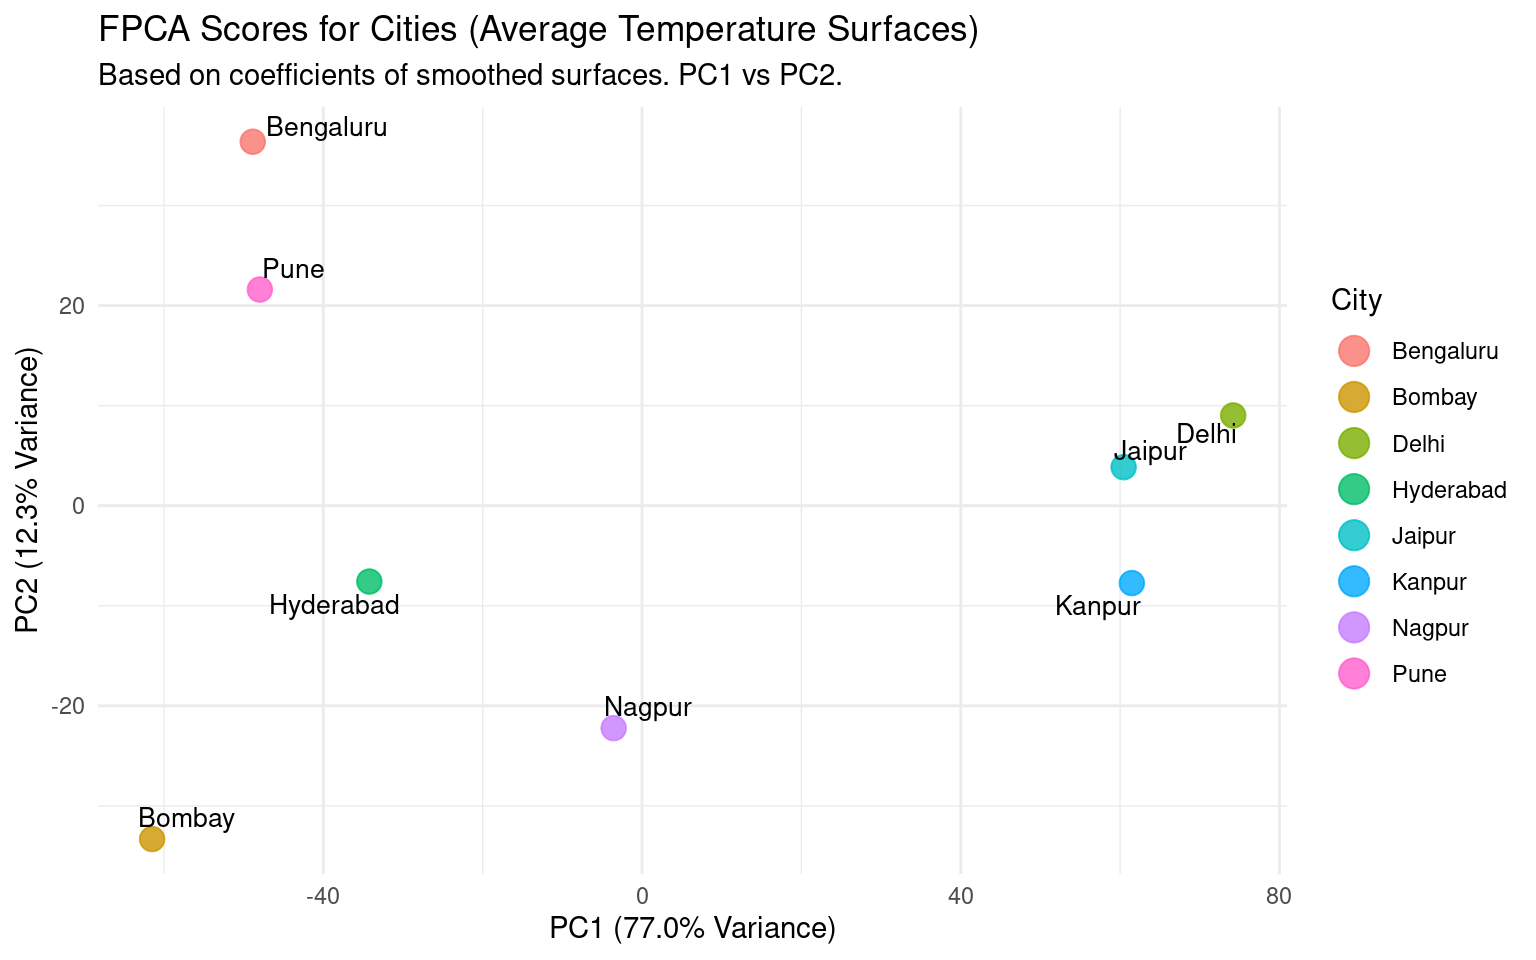 FPCA Scores for Cities (Average Temperature Surfaces)
Based on coefficients of smoothed surfaces. PC1 vs PC2.
Bengaluru
Pune
Delhi
Jaipur
Hyderabad
Kanpur
Nagpur
Bombay
20
0
-20
PC2 (12.3% Variance)
-40
0
40
80
PC1 (77.0% Variance)
City
Bengaluru
Bombay
Delhi
Hyderabad
Jaipur
Kanpur
Nagpur
Pune